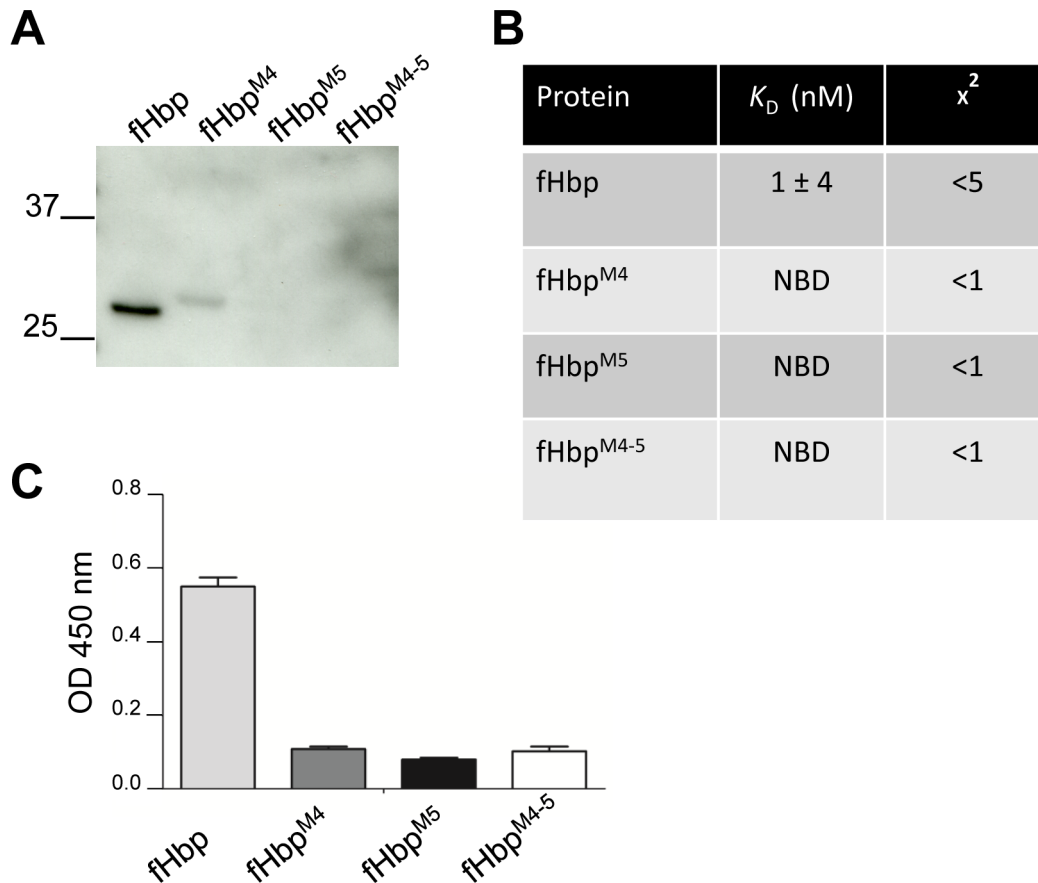 A
fHbp fHbpM4 fHbpM5 fHbpM4-5
37
25
B
Protein KD (nM) x2
fHbp 1 ± 4 <5
fHbpM4 NBD <1
fHbpM5 NBD <1
fHbpM4-5 NBD <1
C
OD 450 nm
0.8
0.6
0.4
0.2
0.0
fHbp fHbpM4 fHbpM5 fHbpM4-5